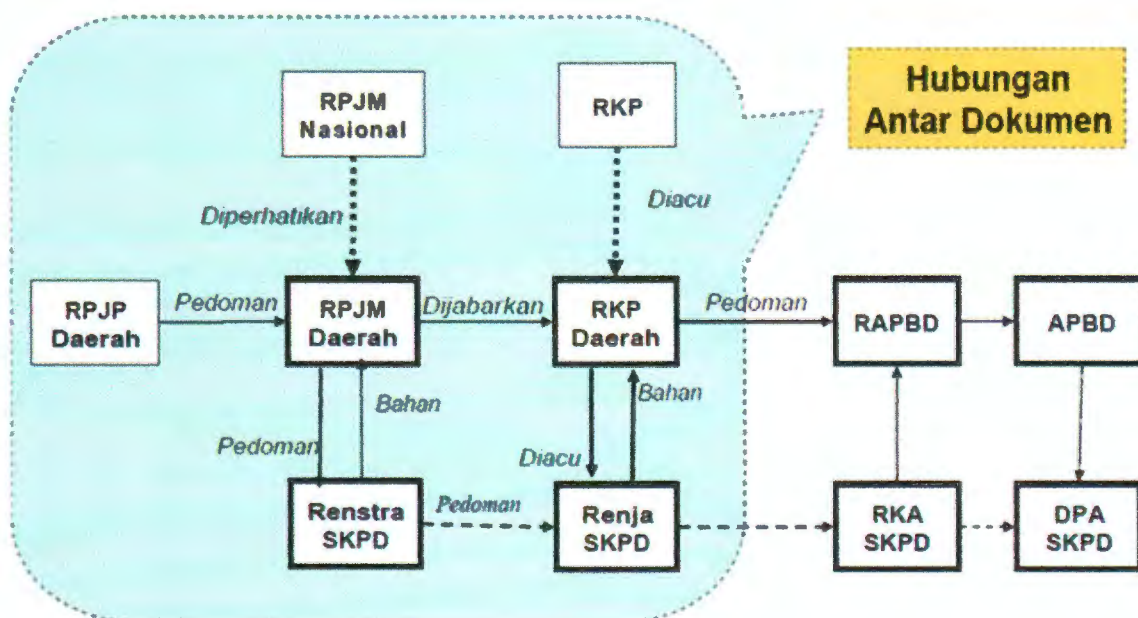 Hubungan
Antar Dokumen
RPJM
Nasional
RKP
Diperhatikan
Diacu
RPJP
Daerah
Pedoman
RPJM
Daerah
Dijabarkan
RKP
Daerah
Pedoman
RAPBD
APBD
Pedoman
Bahan
Diacu
Bahan
Renstra
SKPD
Pedoman
Renja
SKPD
RKA
SKPD
DPA
SKPD